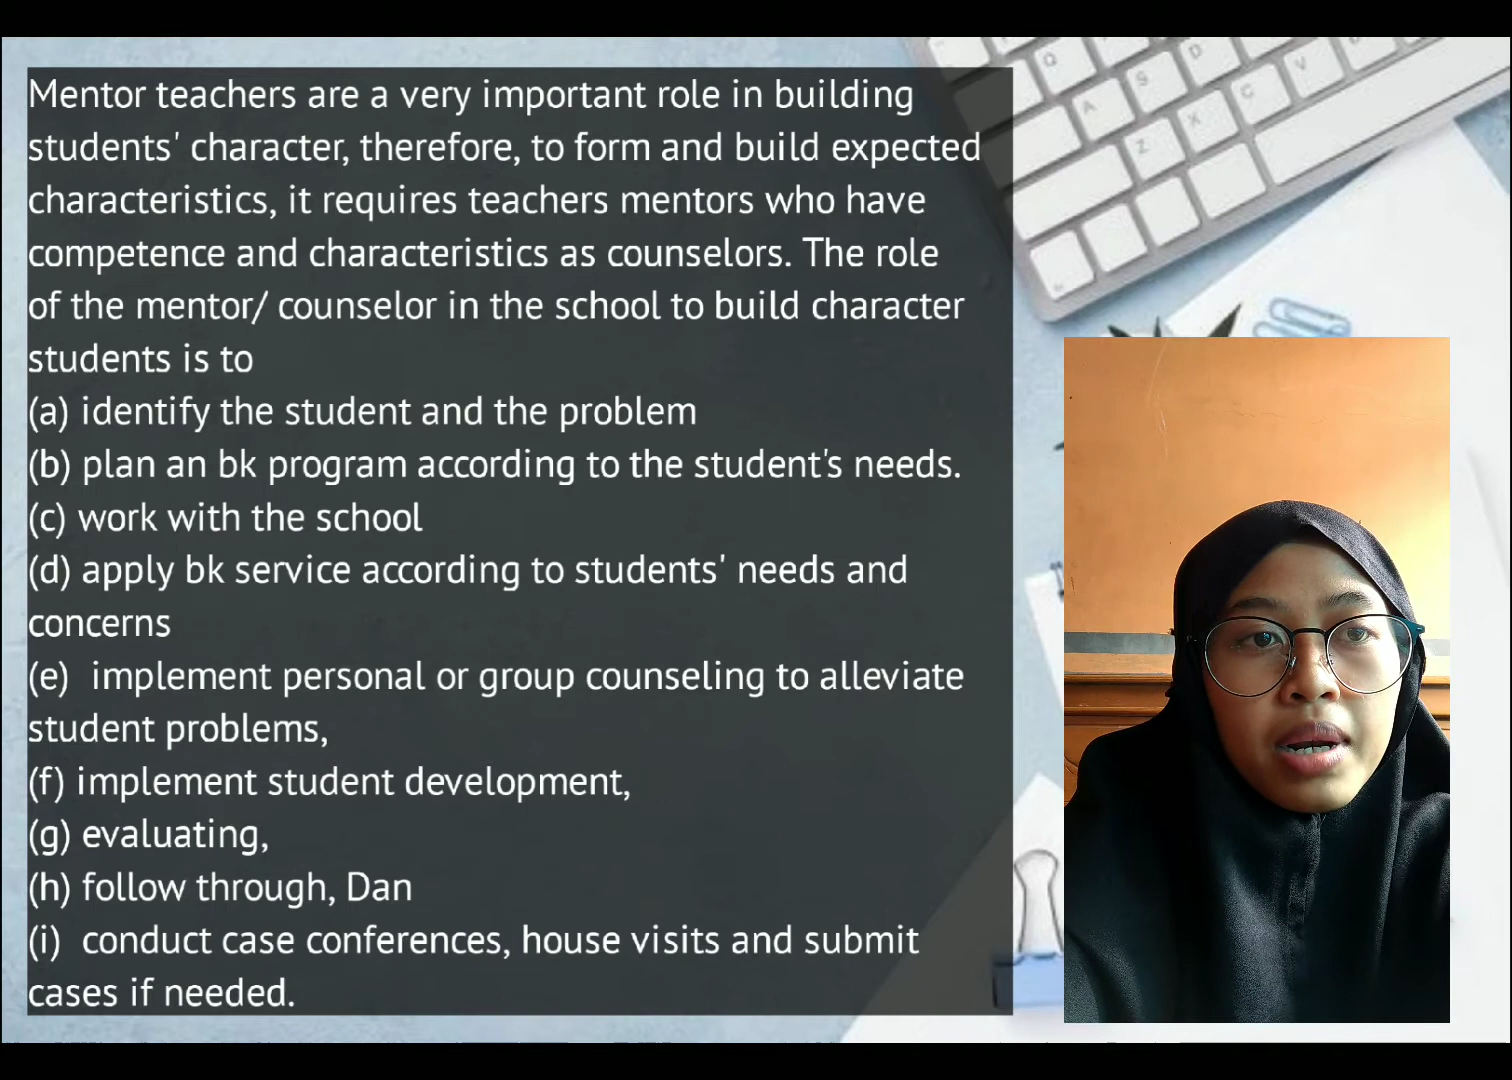 Mentor teachers are a very important role in building
students' character, therefore, to form and build expected
characteristics, it requires teachers mentors who have
competence and characteristics as counselors. The role
of the mentor/ counselor in the school to build character
students is to
(a) identify the student and the problem
(b) plan an bk program according to the student's needs.
(c) work with the school
(d) apply bk service according to students' needs and
concerns
(e) implement personal or group counseling to alleviate
student problems,
(f) implement student development,
(g) evaluating,
(h) follow through, Dan
(i) conduct case conferences, house visits and submit
cases if needed.